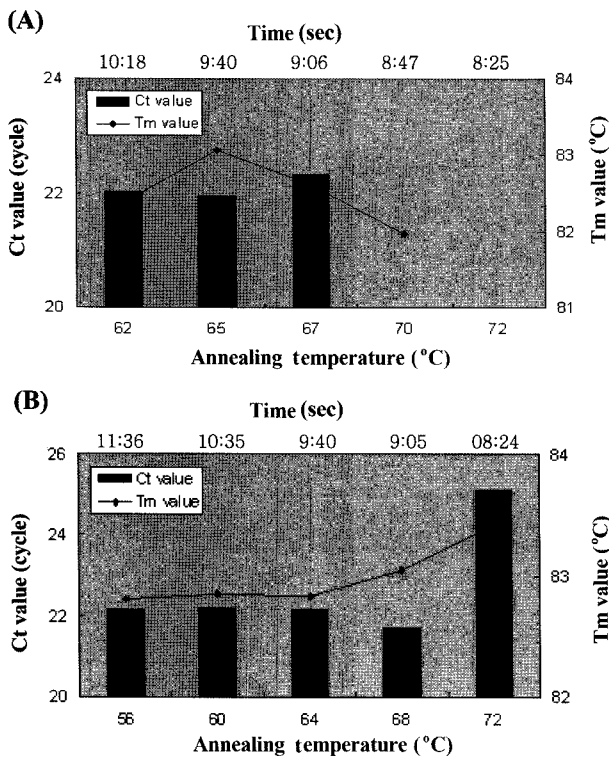 (A)
Time (sec)
10:18 9:40 9:06 8:47 8:25
24 84
Ct value
Tm value
83
22
82
20 81
Ct value (cycle)
Tm value (°C)
62 65 67 70 72
Annealing temperature (°C)
(B)
Time (sec)
11:36 10:35 9:40 9:05 08:24
26 84
Ct value
Tm value
24
83
22
20 82
Ct value (cycle)
Tm value (°C)
56 60 64 68 72
Annealing temperature (°C)